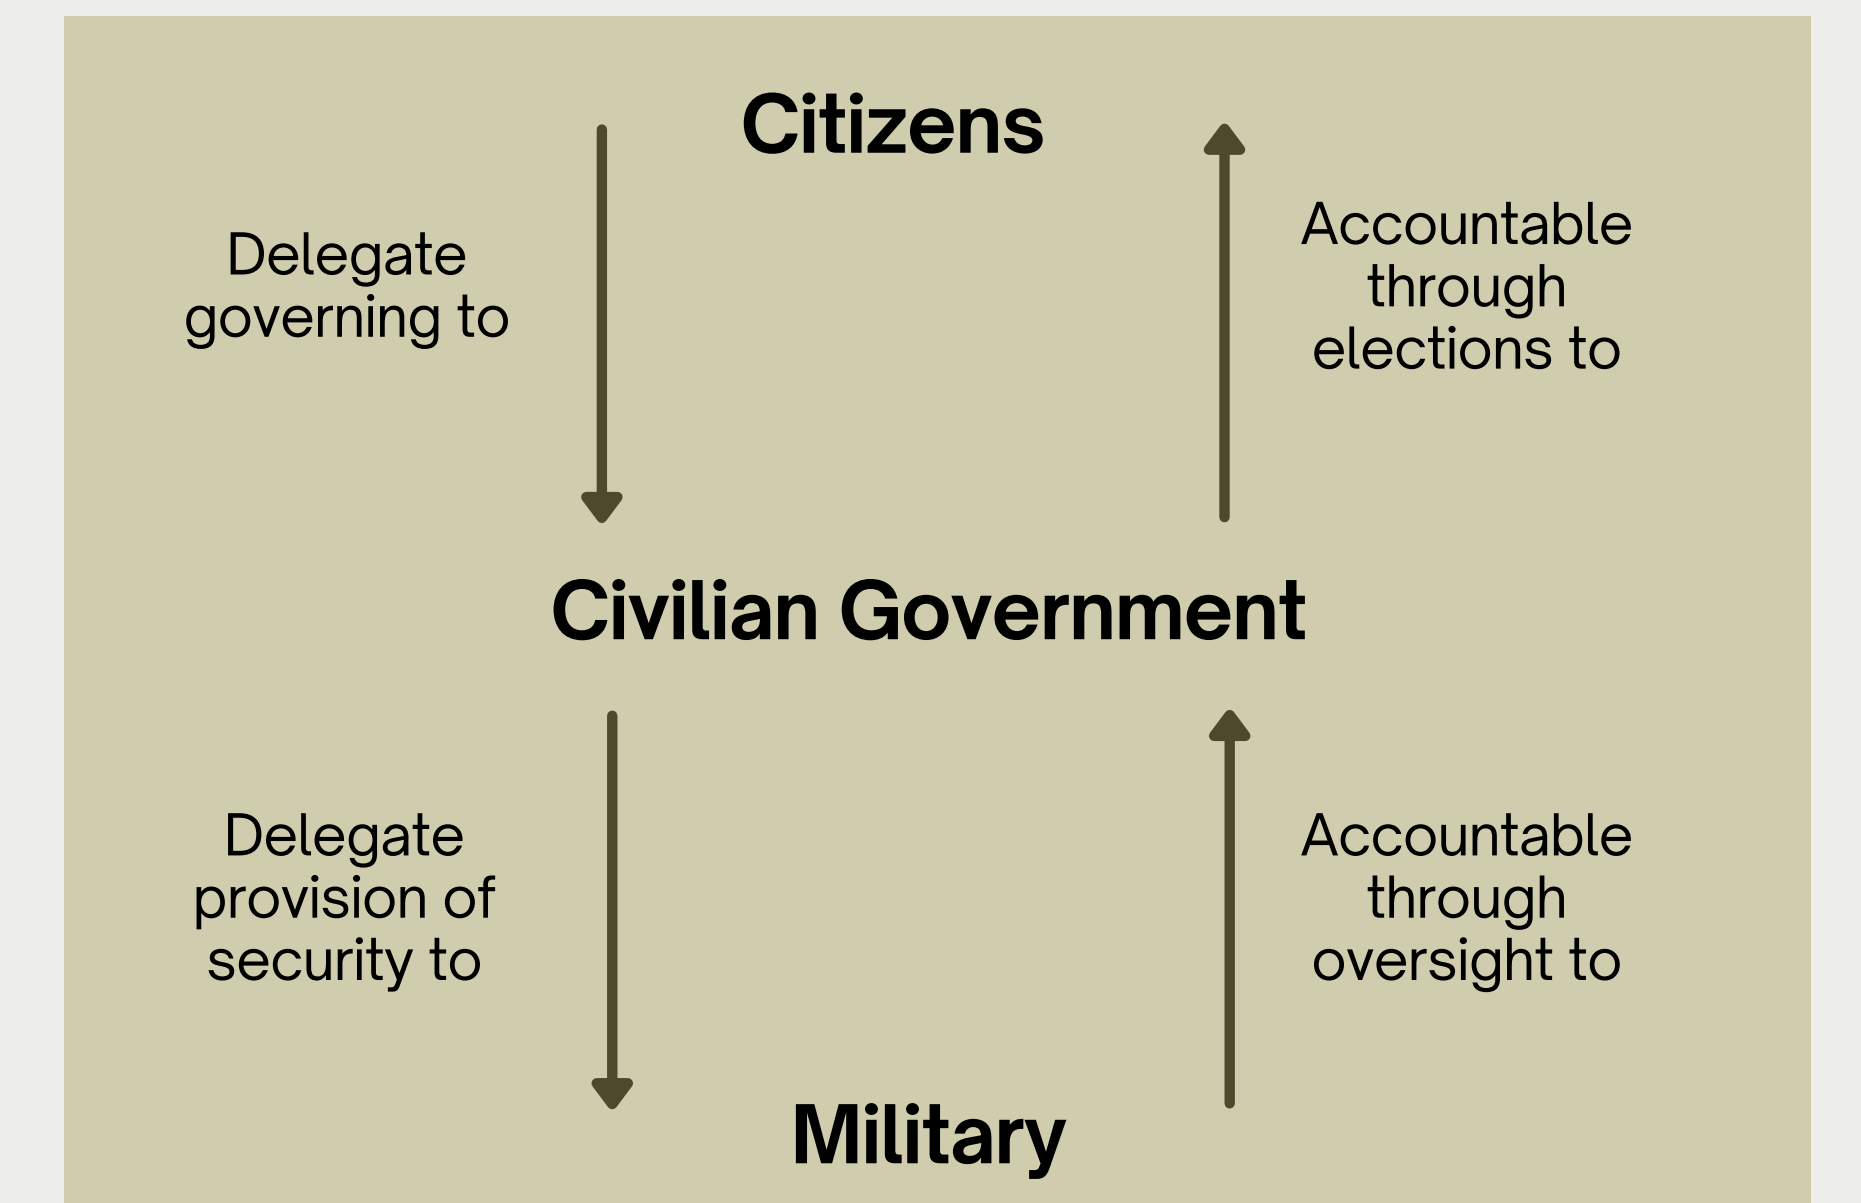 Citizens
Delegate
governing to
Accountable
through
elections to
Civilian Government
Delegate
provision of
security to
Accountable
through
oversight to
Military